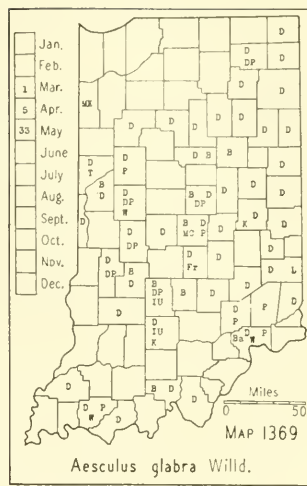 Jan.
Feb.
1 Mar.
5 Apr.
33 May
June
July
Aug.
Sept.
Oct.
Nov.
Dec.
D
D
DP
D
D
MX
D
D
D
D
D
D
D
D
D B
B
D
T
D
P
B
D
D
DP
W
B D
DP
D
D
D
D
DP
B D
MC P
K
D
D
D
D
Fr
D
DP
B
D
B
DP
IU
B
D
D
L
D
D
IU
K
D
P
P
D
Ba
D P
W
D
B D
D
D P
W
D
Miles
0 50
MAP 1369
Aesculus glabra Willd.